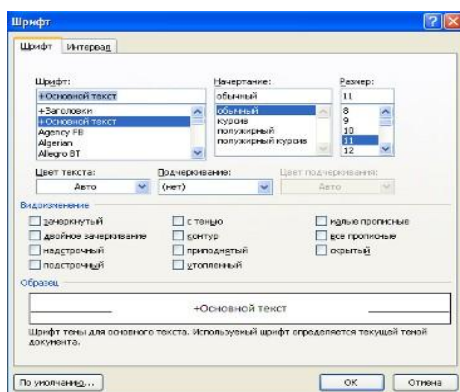 Шрифт
Шрифт Интервал
Шрифт: Начертание: Размер:
+Основной текст обычный 11
+Заголовки обычный 8
+Основной текст курсив 9
Agency FB полужирный 10
Algerian полужирный курсив 11
Allegro BT 12
Цвет текста: Подчеркивание: Цвет подчеркивания:
Авто (нет) Авто
Видоизменение
зачеркнутый с тенью малые прописные
двойное зачеркивание контур все прописные
надстрочный приподнятый скрытый
подстрочный утопленный
Образец
+Основной текст
Шрифт темы для основного текста. Используемый шрифт определяется текущей темой
документа.
По умолчанию... ОК Отмена